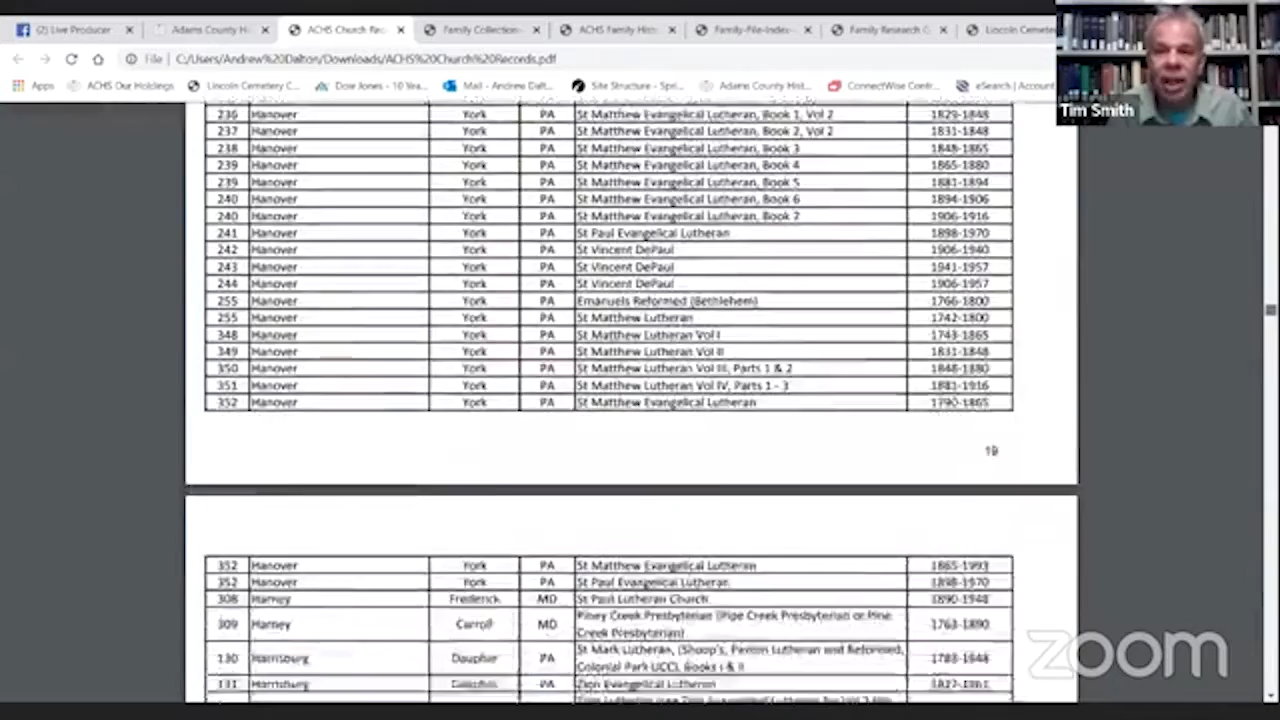 (2) Live Producer
Adams County Hi
ACHS Church Rec
Family Collection
ACHS Family Hist
Family-File-Index-
Family Research G
Lincoln Cemete
File | C:/Users/Andrew%20Dalton/Downloads/ACHS%20Church%20Records.pdf
Apps
ACHS Our Holdings
Lincoln Cemetery C...
Dow Jones - 10 Yea...
Mail - Andrew Dalt...
Site Structure - Spri...
Adams County Hist...
ConnectWise Contr...
eSearch | Account
Tim Smith
236 Hanover York PA St Matthew Evangelical Lutheran, Book 1, Vol 2 1829-1848
237 Hanover York PA St Matthew Evangelical Lutheran, Book 2, Vol 2 1831-1848
238 Hanover York PA St Matthew Evangelical Lutheran, Book 3 1848-1865
239 Hanover York PA St Matthew Evangelical Lutheran, Book 4 1865-1880
239 Hanover York PA St Matthew Evangelical Lutheran, Book 5 1881-1894
240 Hanover York PA St Matthew Evangelical Lutheran, Book 6 1894-1906
240 Hanover York PA St Matthew Evangelical Lutheran, Book 7 1906-1916
241 Hanover York PA St Paul Evangelical Lutheran 1898-1970
242 Hanover York PA St Vincent DePaul 1906-1940
243 Hanover York PA St Vincent DePaul 1941-1957
244 Hanover York PA St Vincent DePaul 1906-1957
255 Hanover York PA Emanuels Reformed (Bethlehem) 1766-1800
255 Hanover York PA St Matthew Lutheran 1742-1800
348 Hanover York PA St Matthew Lutheran Vol I 1743-1865
349 Hanover York PA St Matthew Lutheran Vol II 1831-1848
350 Hanover York PA St Matthew Lutheran Vol III, Parts 1 & 2 1848-1880
351 Hanover York PA St Matthew Lutheran Vol IV, Parts 1 - 3 1881-1916
352 Hanover York PA St Matthew Evangelical Lutheran 1790-1865
19
352 Hanover York PA St Matthew Evangelical Lutheran 1865-1993
352 Hanover York PA St Paul Evangelical Lutheran 1898-1970
308 Harney Frederick MD St Paul Lutheran Church 1890-1948
309 Harney Carroll MD Piney Creek Presbyterian (Pipe Creek Presbyterian or Pine
Creek Presbyterian) 1763-1890
130 Harrisburg Dauphin PA St Mark Lutheran, (Shoop's, Paxton Lutheran and Reformed,
Colonial Park UCC), Books I & II 1783-1948
131 Harrisburg PA Zion Evangelical Lutheran
zoom